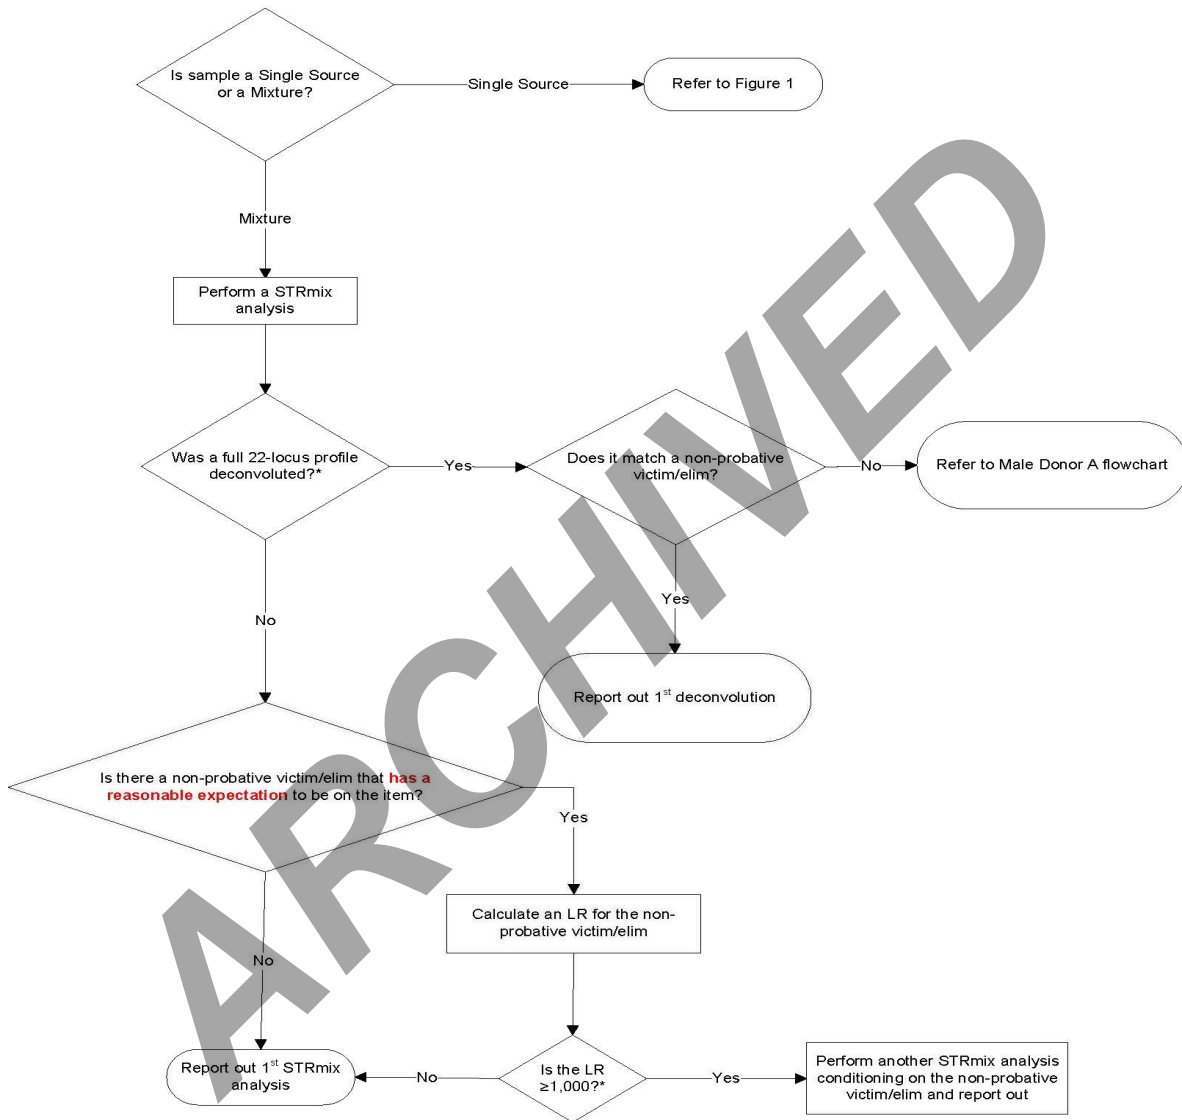 Is sample a Single Source
or a Mixture?
Single Source
Refer to Figure 1
Mixture
Perform a STRmix
analysis
Was a full 22-locus profile
deconvoluted?*
Yes
Does it match a non-probative
victim/elim?
No
Refer to Male Donor A flowchart
Yes
Report out 1st deconvolution
No
Is there a non-probative victim/elim that has a
reasonable expectation to be on the item?
Yes
Calculate an LR for the non-
probative victim/elim
No
Report out 1st STRmix
analysis
No
Is the LR
≥1,000?*
Yes
Perform another STRmix analysis
conditioning on the non-probative
victim/elim and report out
ARCHIVED